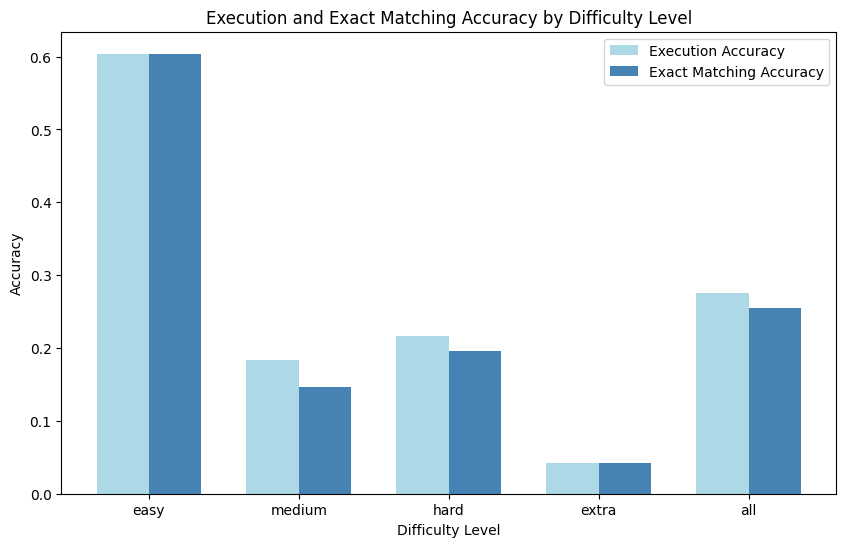 Execution and Exact Matching Accuracy by Difficulty Level
Execution Accuracy
Exact Matching Accuracy
0.6
0.5
0.4
0.3
0.2
0.1
0.0
Accuracy
easy
medium
hard
extra
all
Difficulty Level